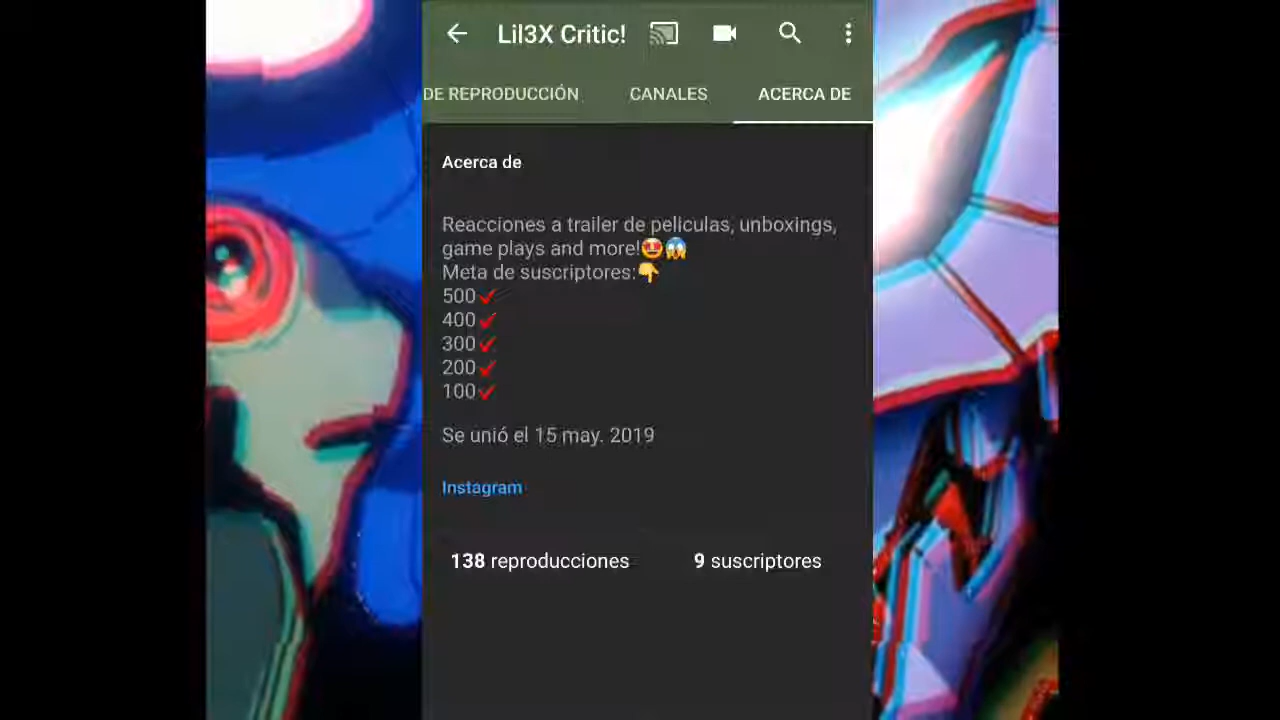 Lil3X Critic!
DE REPRODUCCIÓN CANALES ACERCA DE
Acerca de
Reacciones a trailer de peliculas, unboxings,
game plays and more!🤩😱
Meta de suscriptores:👇
500✔
400✔
300✔
200✔
100✔
Se unió el 15 may. 2019
Instagram
138 reproducciones 9 suscriptores